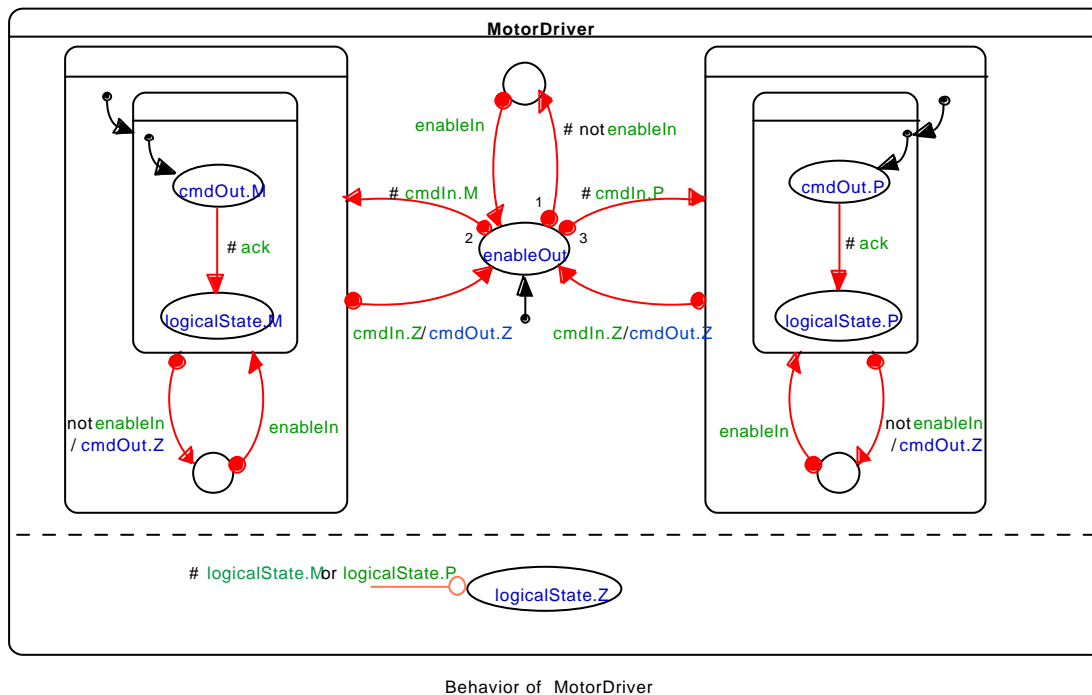 MotorDriver
enableIn
# not enableIn
cmdOut.M
# cmdIn.M
1
# cmdIn.P
cmdOut.P
2
3
# ack
enableOut
# ack
logicalState.M
logicalState.P
cmdIn.Z/cmdOut.Z
cmdIn.Z/cmdOut.Z
not enableIn
/ cmdOut.Z
enableIn
enableIn
not enableIn
/ cmdOut.Z
# logicalState.M or logicalState.P
logicalState.Z
Behavior of MotorDriver